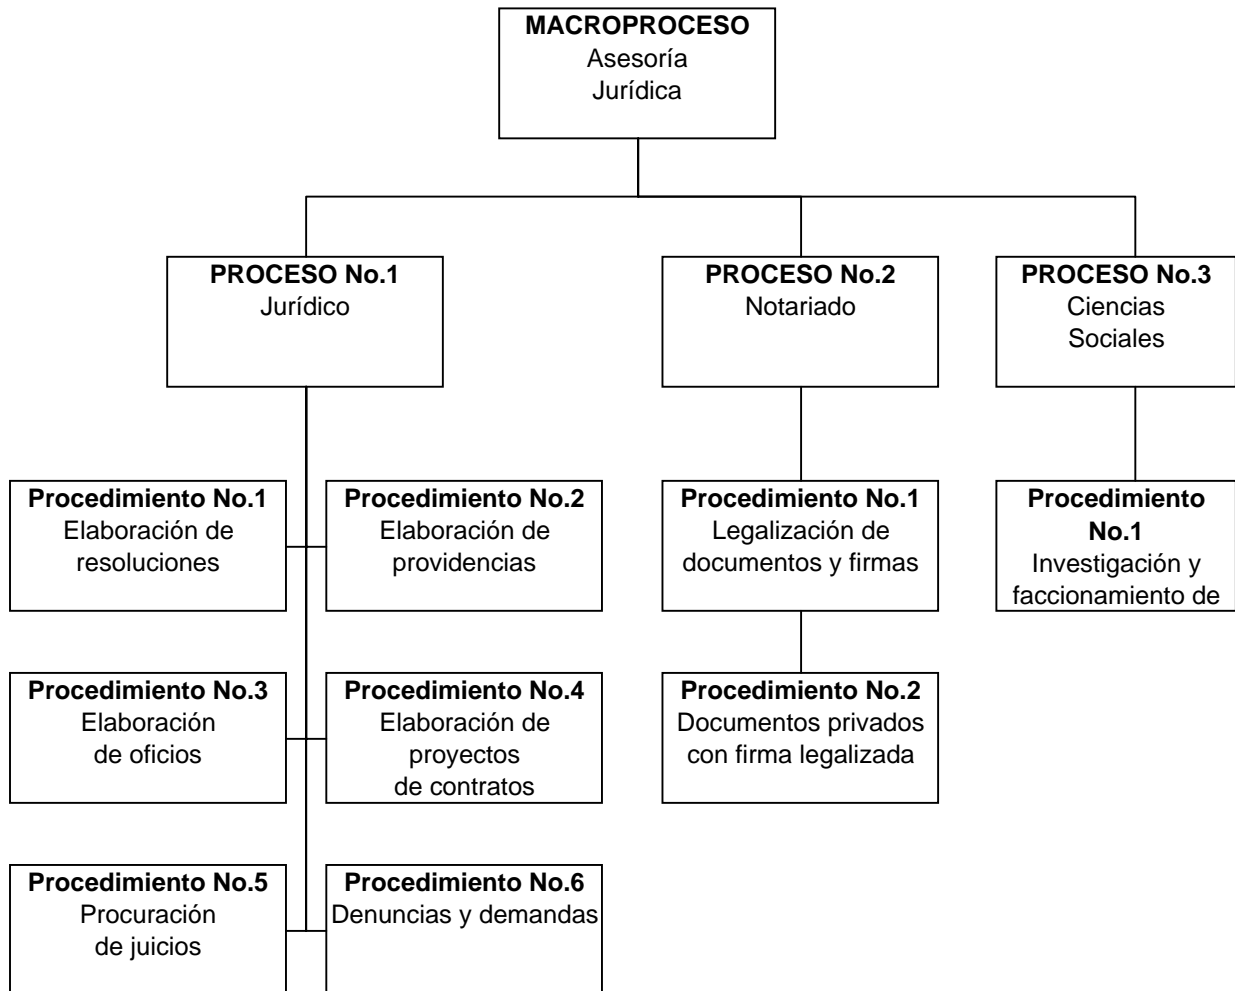 MACROPROCESO
Asesoría
Jurídica
PROCESO No.1
Jurídico
PROCESO No.2
Notariado
PROCESO No.3
Ciencias
Sociales
Procedimiento No.1
Elaboración de
resoluciones
Procedimiento No.2
Elaboración de
providencias
Procedimiento No.1
Legalización de
documentos y firmas
Procedimiento
No.1
Investigación y
faccionamiento de
Procedimiento No.3
Elaboración
de oficios
Procedimiento No.4
Elaboración de
proyectos
de contratos
Procedimiento No.2
Documentos privados
con firma legalizada
Procedimiento No.5
Procuración
de juicios
Procedimiento No.6
Denuncias y demandas